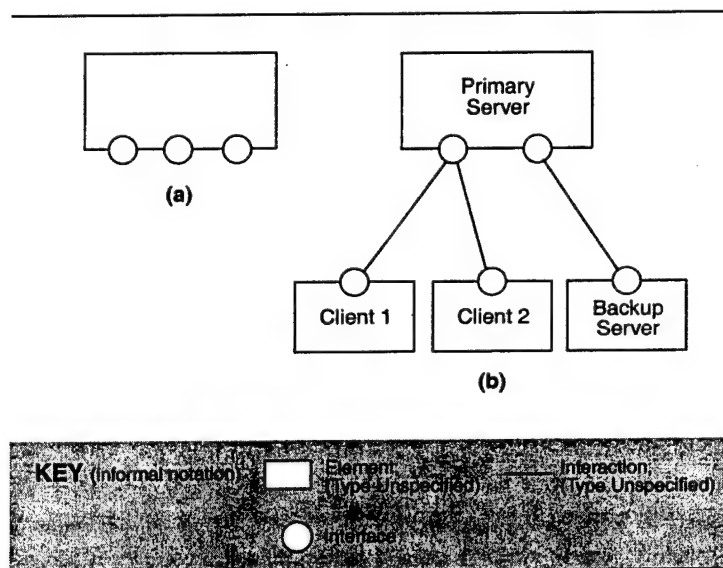 Primary
Server
(a)
Client 1
Client 2
Backup
Server
(b)
KEY (informal notation)
Element
(Type Unspecified)
Interaction
(Type Unspecified)
Interface